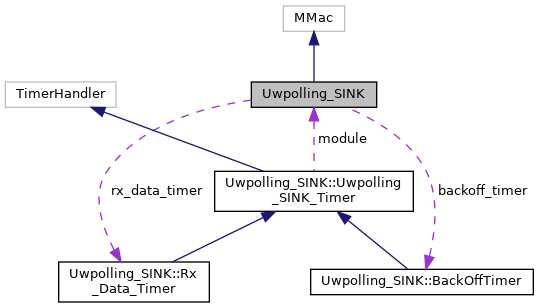 MMac
TimerHandler
Uwpolling_SINK
module
rx_data_timer
backoff_timer
Uwpolling_SINK::Uwpolling
_SINK_Timer
Uwpolling_SINK::Rx
_Data_Timer
Uwpolling_SINK::BackOffTimer